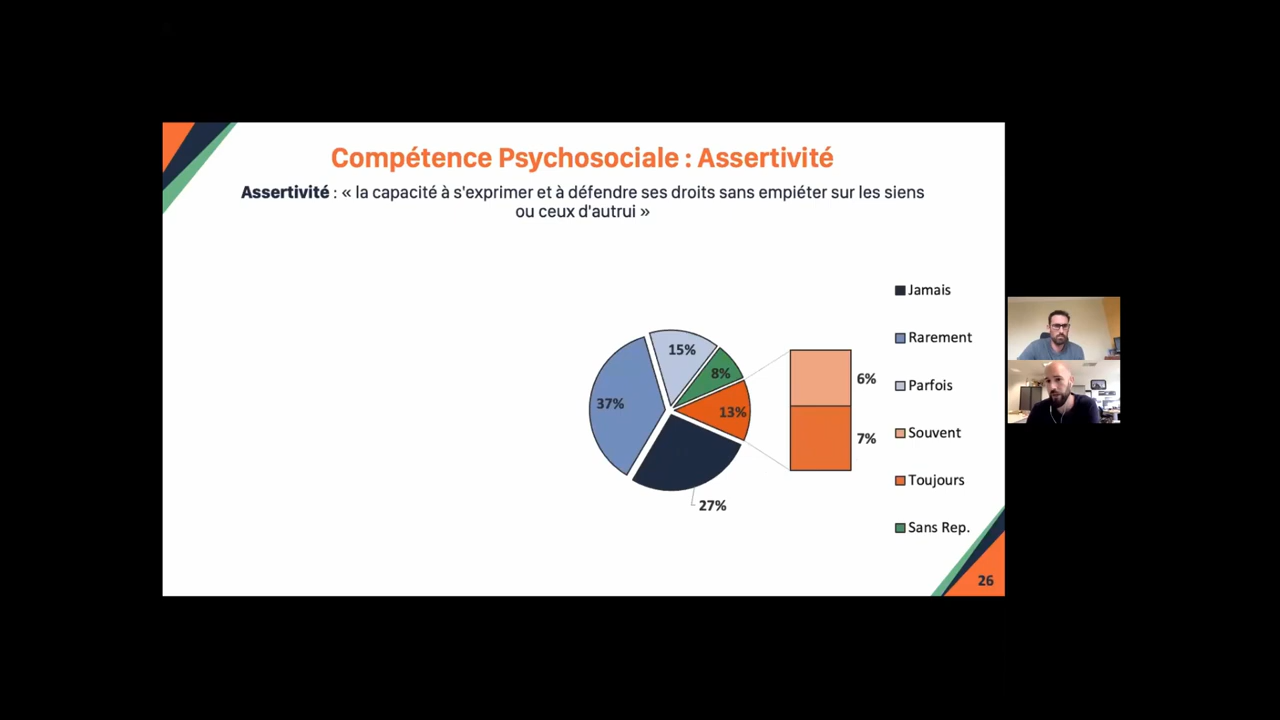 Compétence Psychosociale : Assertivité
Assertivité : « la capacité à s'exprimer et à défendre ses droits sans empiéter sur les siens
ou ceux d'autrui »
Jamais
Rarement
Parfois
Souvent
Toujours
Sans Rep.
15%
8%
37%
13%
27%
6%
7%
26